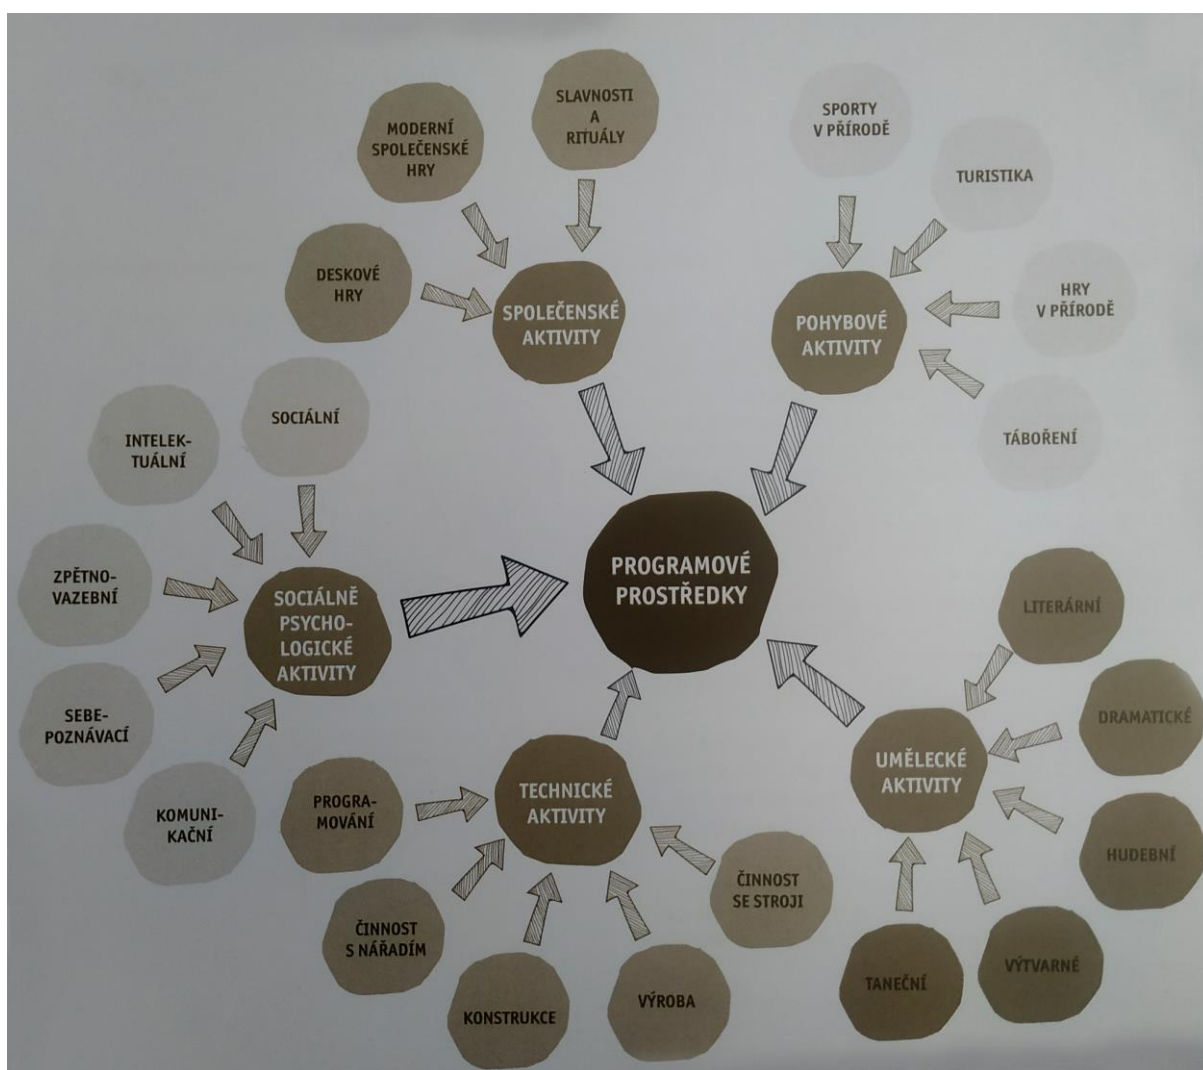 SLAVNOSTI
A
RITUÁLY
MODERNÍ
SPOLEČENSKÉ
HRY
DESKOVÉ
HRY
SPOLEČENSKÉ
AKTIVITY
SPORTY
V PŘÍRODĚ
TURISTIKA
HRY
V PŘÍRODĚ
TÁBOŘENÍ
POHYBOVÉ
AKTIVITY
SOCIÁLNÍ
INTELEK-
TUÁLNÍ
ZPĚTNO-
VAZEBNÍ
SEBE-
POZNÁVACÍ
KOMUNI-
KAČNÍ
SOCIÁLNĚ
PSYCHO-
LOGICKÉ
AKTIVITY
PROGRAMOVÉ
PROSTŘEDKY
LITERÁRNÍ
DRAMATICKÉ
HUDEBNÍ
VÝTVARNÉ
TANEČNÍ
UMĚLECKÉ
AKTIVITY
TECHNICKÉ
AKTIVITY
PROGRA-
MOVÁNÍ
ČINNOST
S NÁŘADÍM
KONSTRUKCE
VÝROBA
ČINNOST
SE STROJI